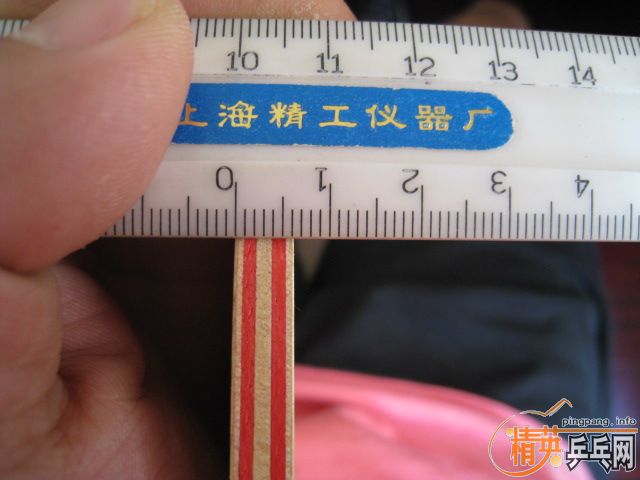 10 11 12 13 14
上海精工仪器厂
0 1 2 3 4
pingpang.info
精英乒乓网